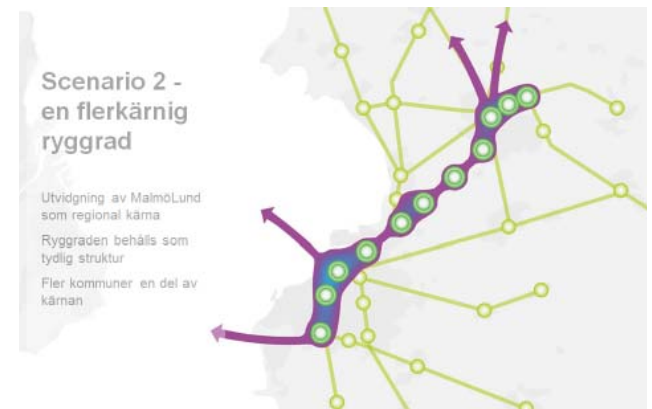 Scenario 2 -
en flerkärnig
ryggrad
Utvidgning av MalmöLund
som regional kärna
Ryggraden behålls som
tydlig struktur
Fler kommuner en del av
kärnan